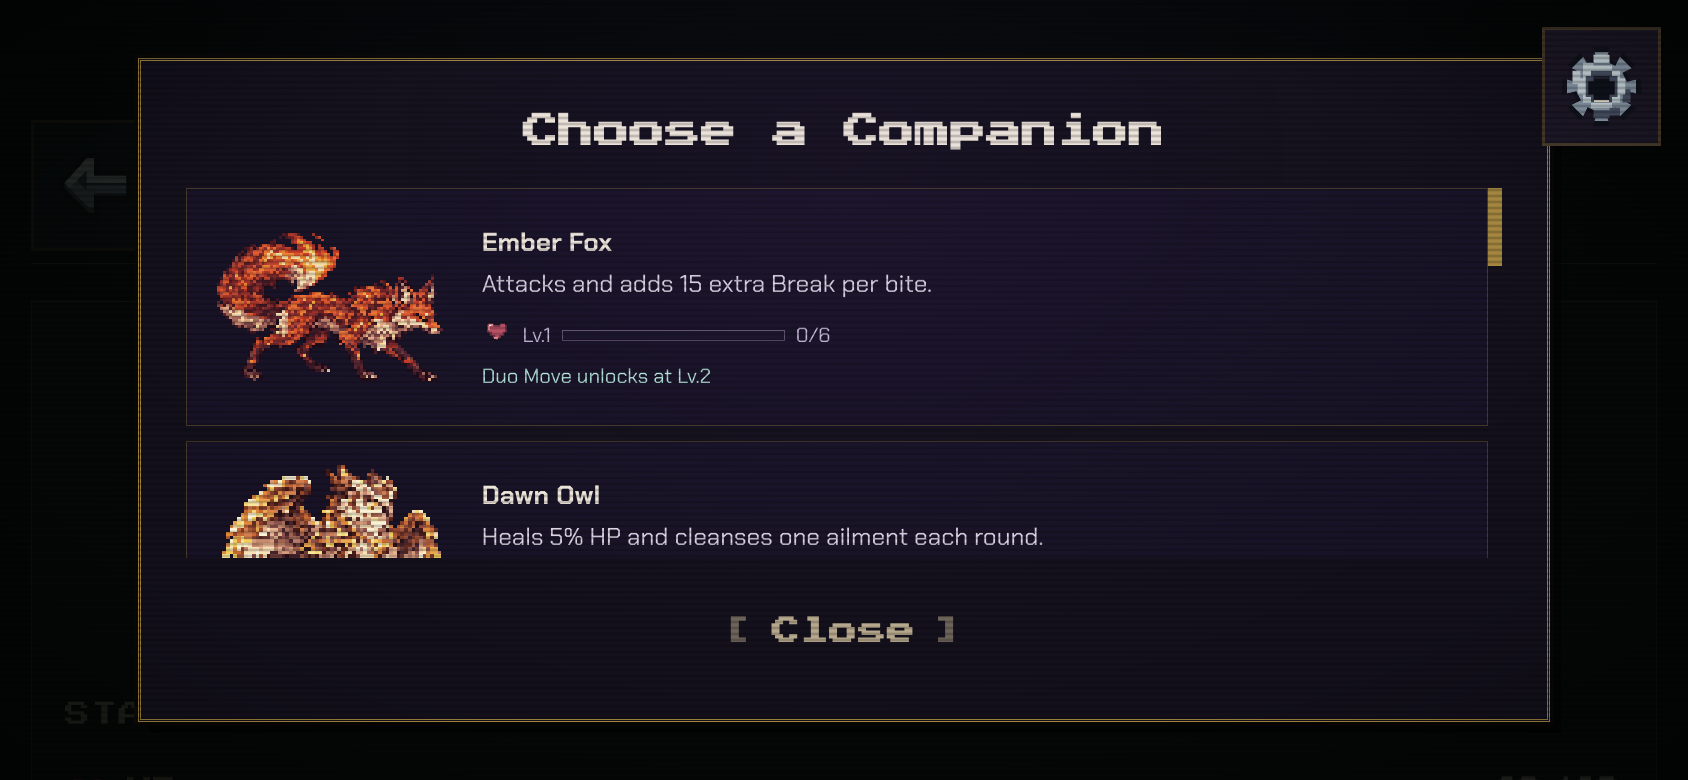 Choose a Companion
Ember Fox
Attacks and adds 15 extra Break per bite.
Lv.1 0/6
Duo Move unlocks at Lv.2
Dawn Owl
Heals 5% HP and cleanses one ailment each round.
[ Close ]
STA